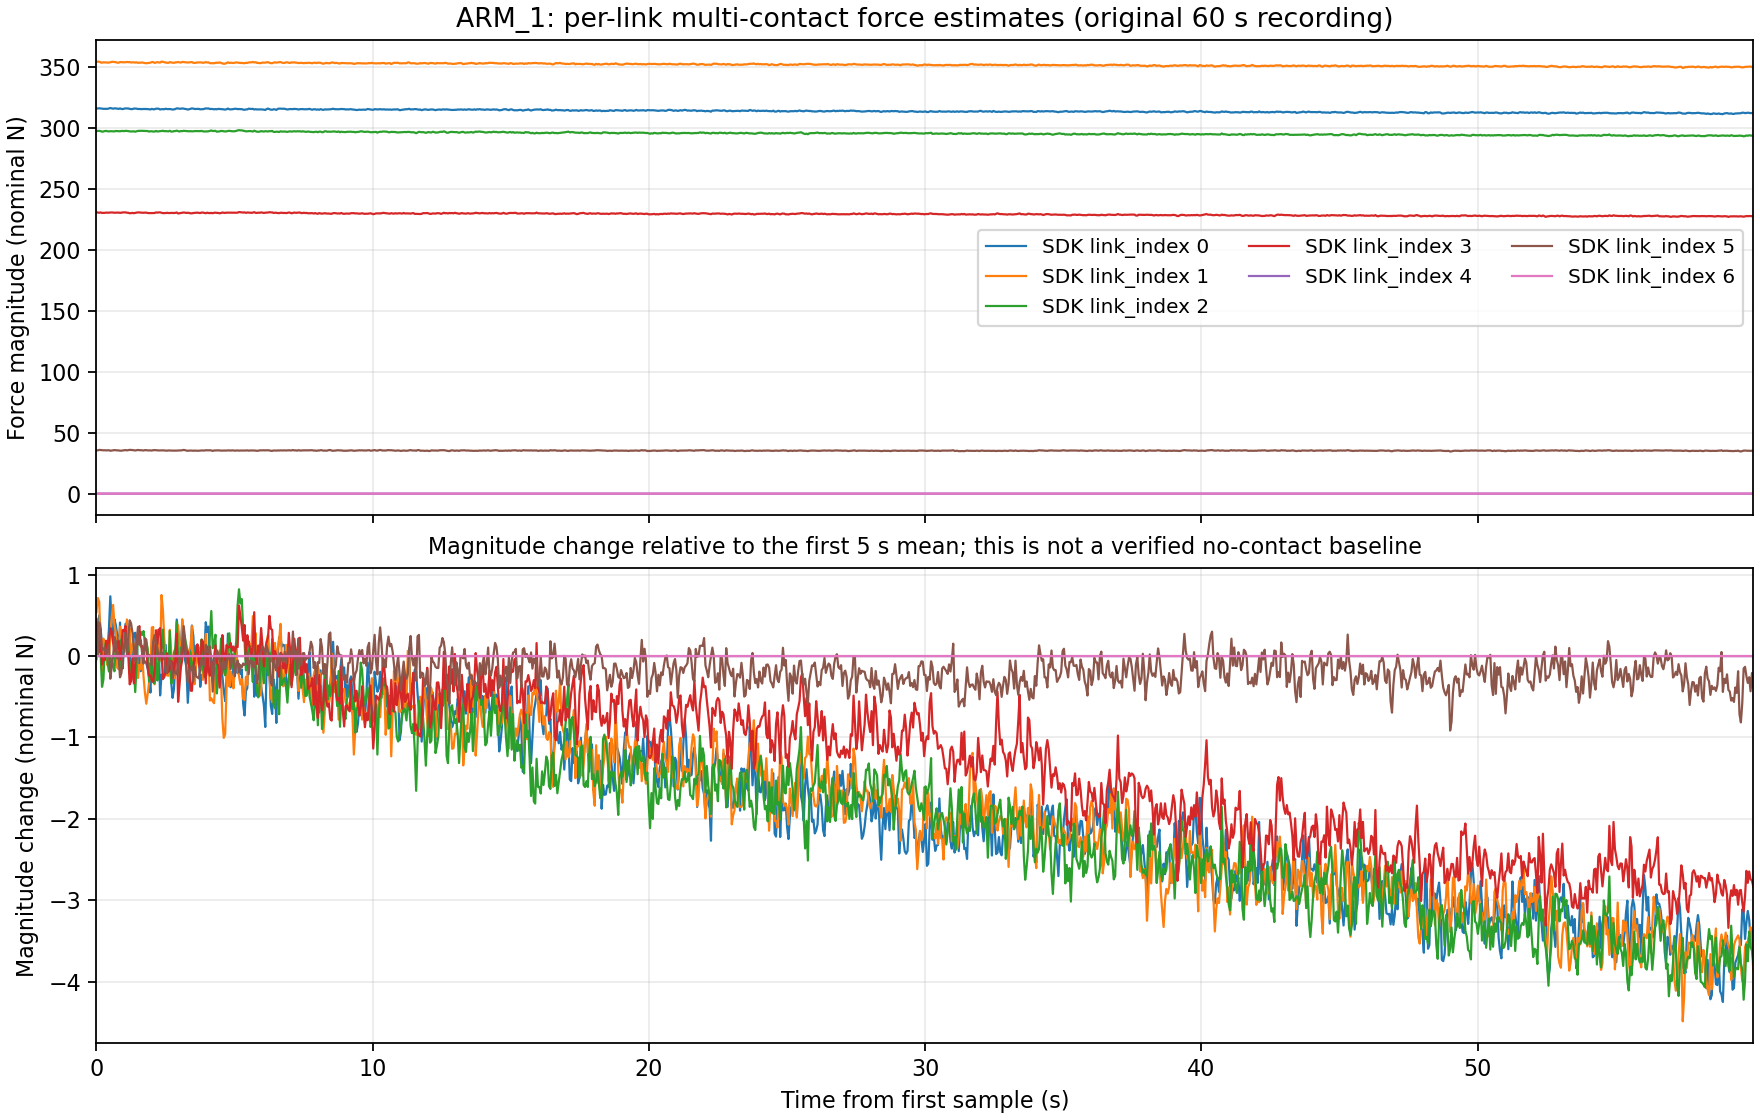 ARM_1: per-link multi-contact force estimates (original 60 s recording)
Force magnitude (nominal N)
350
300
250
200
150
100
50
0
SDK link_index 0
SDK link_index 1
SDK link_index 2
SDK link_index 3
SDK link_index 4
SDK link_index 5
SDK link_index 6
Magnitude change relative to the first 5 s mean; this is not a verified no-contact baseline
Magnitude change (nominal N)
1
0
−1
−2
−3
−4
0
10
20
30
40
50
Time from first sample (s)